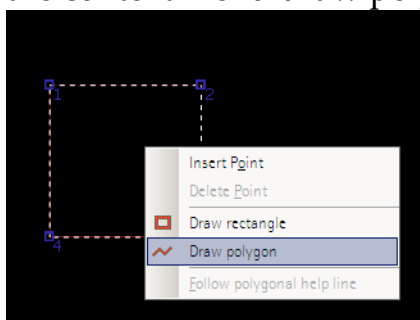 1
2
Insert Point
Delete Point
Draw rectangle
Draw polygon
4
Follow polygonal help line